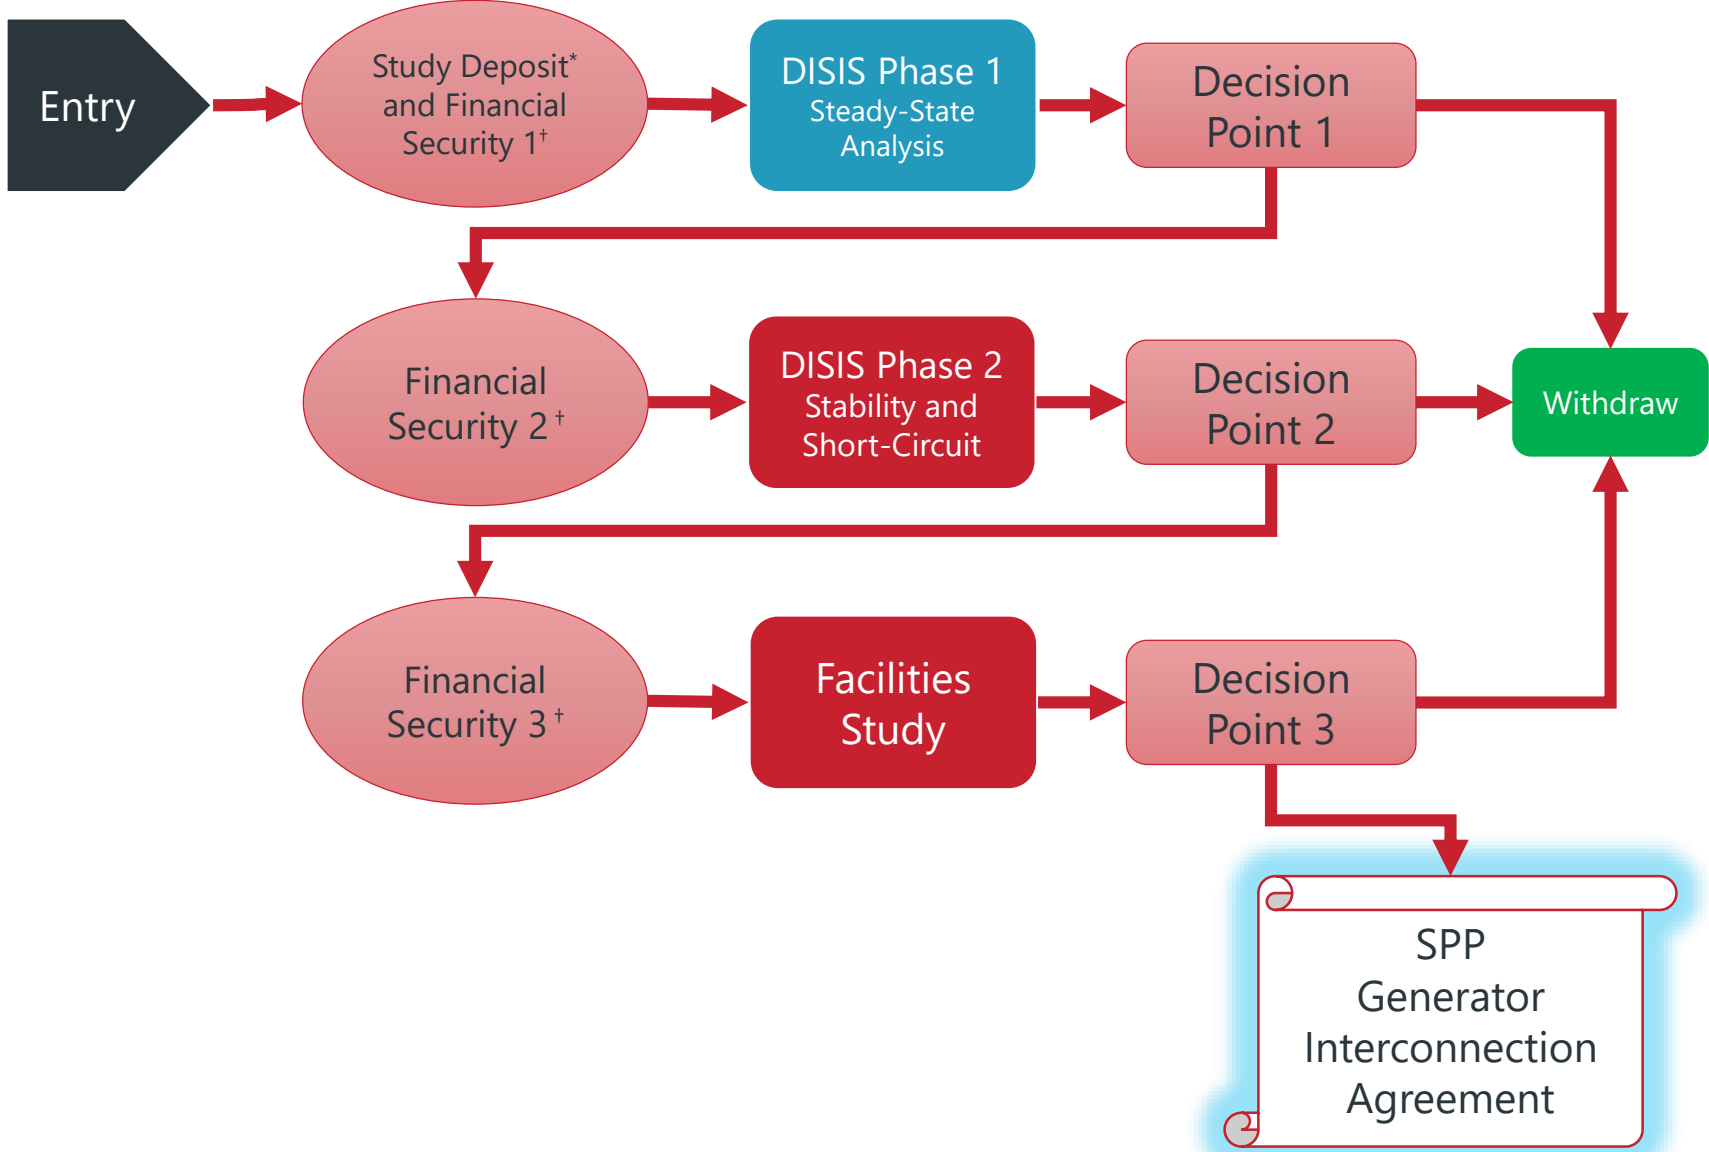 Entry
Study Deposit*
and Financial
Security 1†
DISIS Phase 1
Steady-State
Analysis
Decision
Point 1
Financial
Security 2 †
DISIS Phase 2
Stability and
Short-Circuit
Decision
Point 2
Withdraw
Financial
Security 3 †
Facilities
Study
Decision
Point 3
SPP
Generator
Interconnection
Agreement